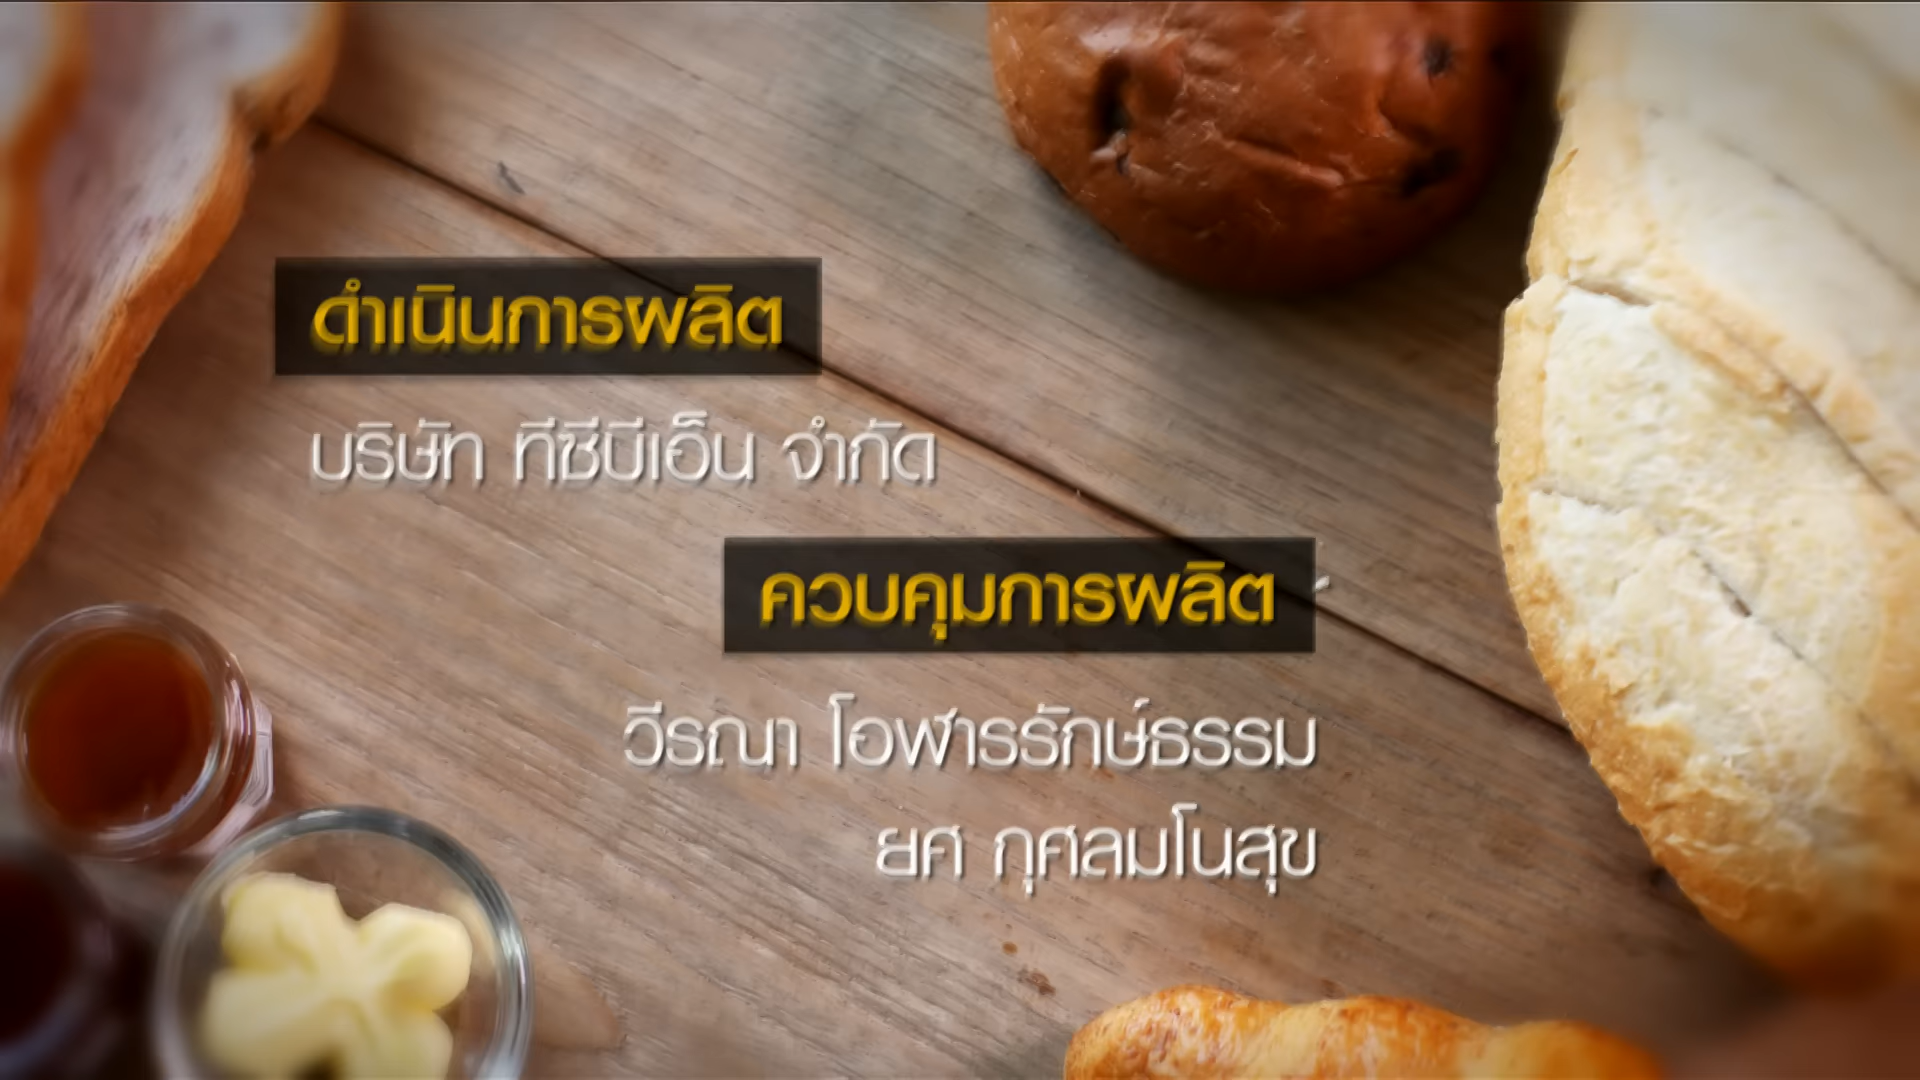 ดำเนินการผลิต
บริษัท ทีซีบีเอ็น จำกัด
ควบคุมการผลิต
วีรณา โอฬารรักษ์ธรรม
ยศ กุศลมโนสุข